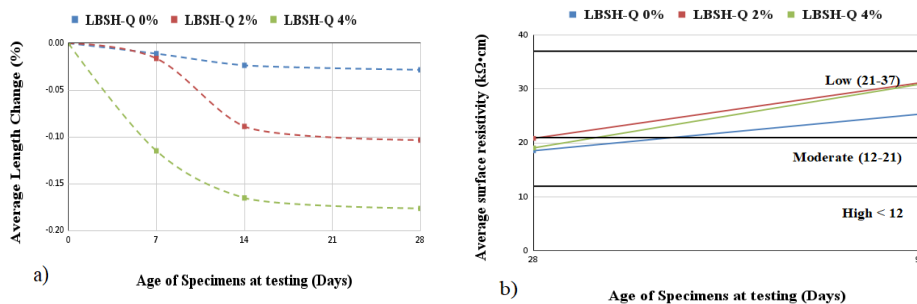 LBSH-Q 0% LBSH-Q 2% LBSH-Q 4%
Average Length Change (%)
0.00
-0.05
-0.10
-0.15
-0.20
0 7 14 21 28
Age of Specimens at testing (Days)
a)
LBSH-Q 0% LBSH-Q 2% LBSH-Q 4%
Average surface resistivity (kΩ•cm)
40
30
20
10
0
Low (21-37)
Moderate (12-21)
High < 12
28
Age of Specimens at testing (Days)
b)